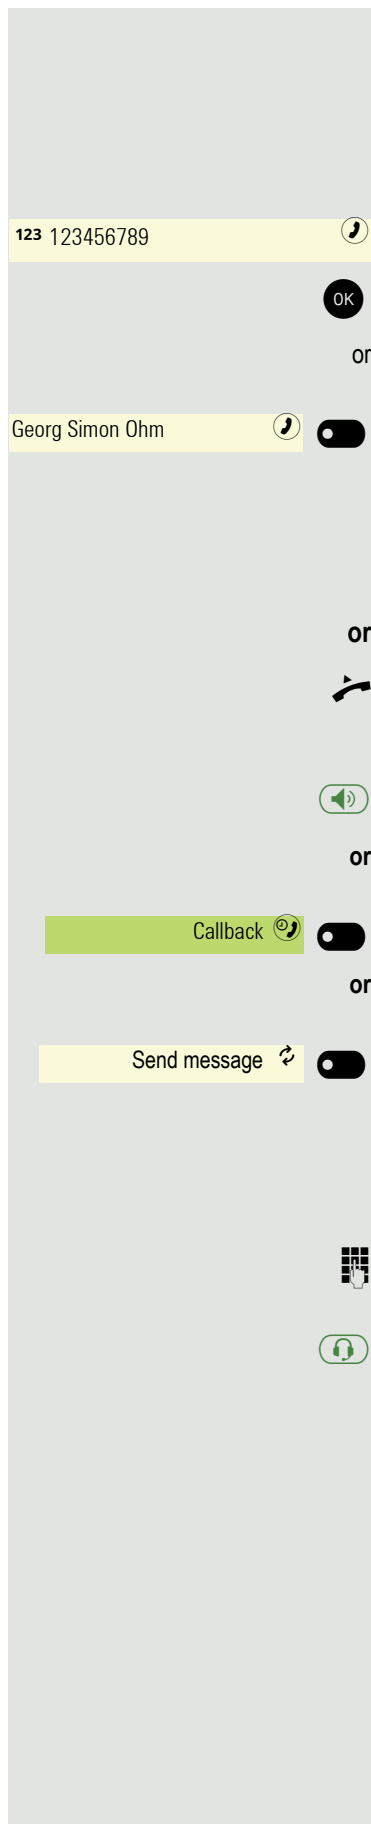 123 123456789
OK
or
Georg Simon Ohm
or
or
Callback
or
Send message